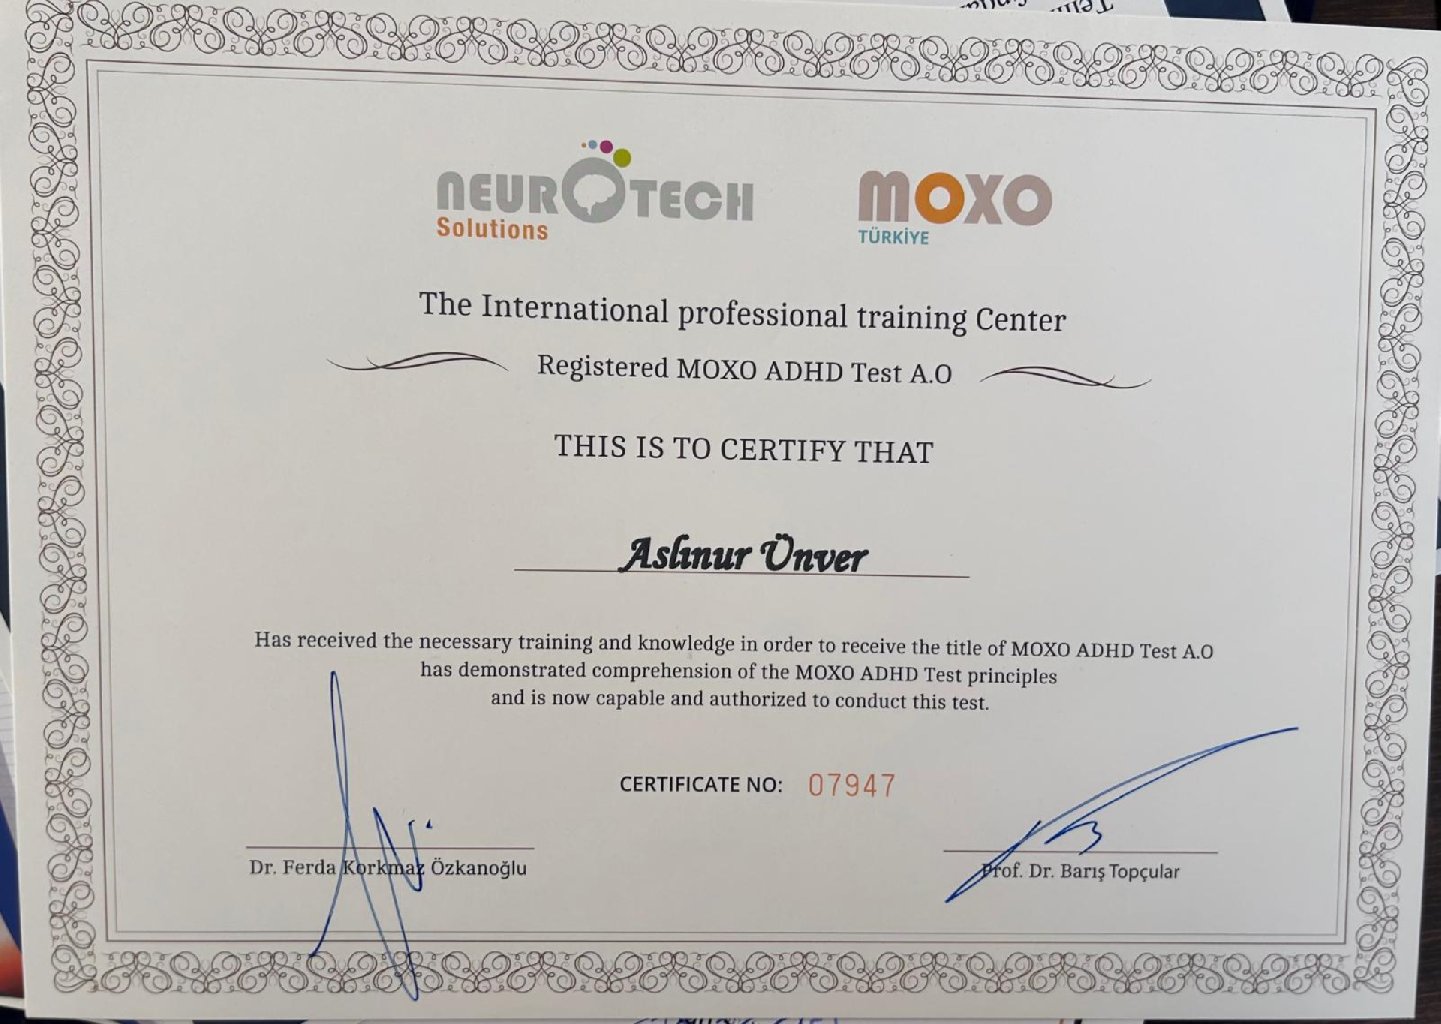 NEUROTECH
Solutions
MOXO
TÜRKİYE
The International professional training Center
Registered MOXO ADHD Test A.O
THIS IS TO CERTIFY THAT
Aslınur Ünver
Has received the necessary training and knowledge in order to receive the title of MOXO ADHD Test A.O
has demonstrated comprehension of the MOXO ADHD Test principles
and is now capable and authorized to conduct this test.
CERTIFICATE NO: 07947
Dr. Ferda Korkmaz Özkanoğlu
Prof. Dr. Barış Topçular